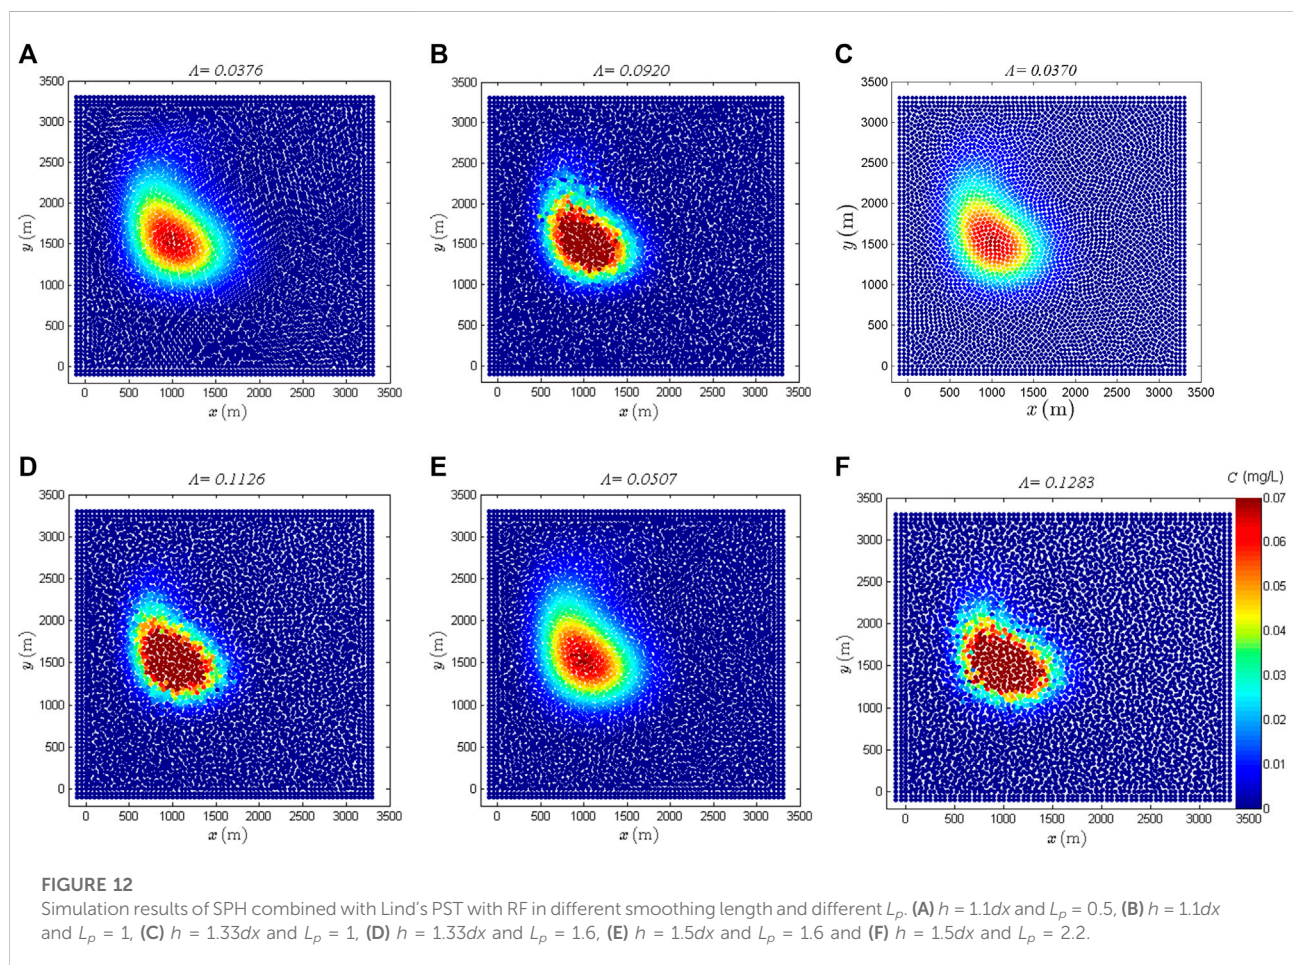 A
Λ= 0.0376
3500
3000
2500
2000
1500
1000
500
0
y (m)
0 500 1000 1500 2000 2500 3000 3500
x (m)
B
Λ= 0.0920
3500
3000
2500
2000
1500
1000
500
0
y (m)
0 500 1000 1500 2000 2500 3000 3500
x (m)
C
Λ= 0.0370
3500
3000
2500
2000
1500
1000
500
0
y (m)
0 500 1000 1500 2000 2500 3000 3500
x (m)
D
Λ= 0.1126
3500
3000
2500
2000
1500
1000
500
0
y (m)
0 500 1000 1500 2000 2500 3000 3500
x (m)
E
Λ= 0.0507
3500
3000
2500
2000
1500
1000
500
0
y (m)
0 500 1000 1500 2000 2500 3000 3500
x (m)
F
Λ= 0.1283
3500
3000
2500
2000
1500
1000
500
0
y (m)
0 500 1000 1500 2000 2500 3000 3500
x (m)
C (mg/L)
0.07
0.06
0.05
0.04
0.03
0.02
0.01
0
FIGURE 12
Simulation results of SPH combined with Lind's PST with RF in different smoothing length and different Lp. (A) h = 1.1dx and Lp = 0.5, (B) h = 1.1dx
and Lp = 1, (C) h = 1.33dx and Lp = 1, (D) h = 1.33dx and Lp = 1.6, (E) h = 1.5dx and Lp = 1.6 and (F) h = 1.5dx and Lp = 2.2.